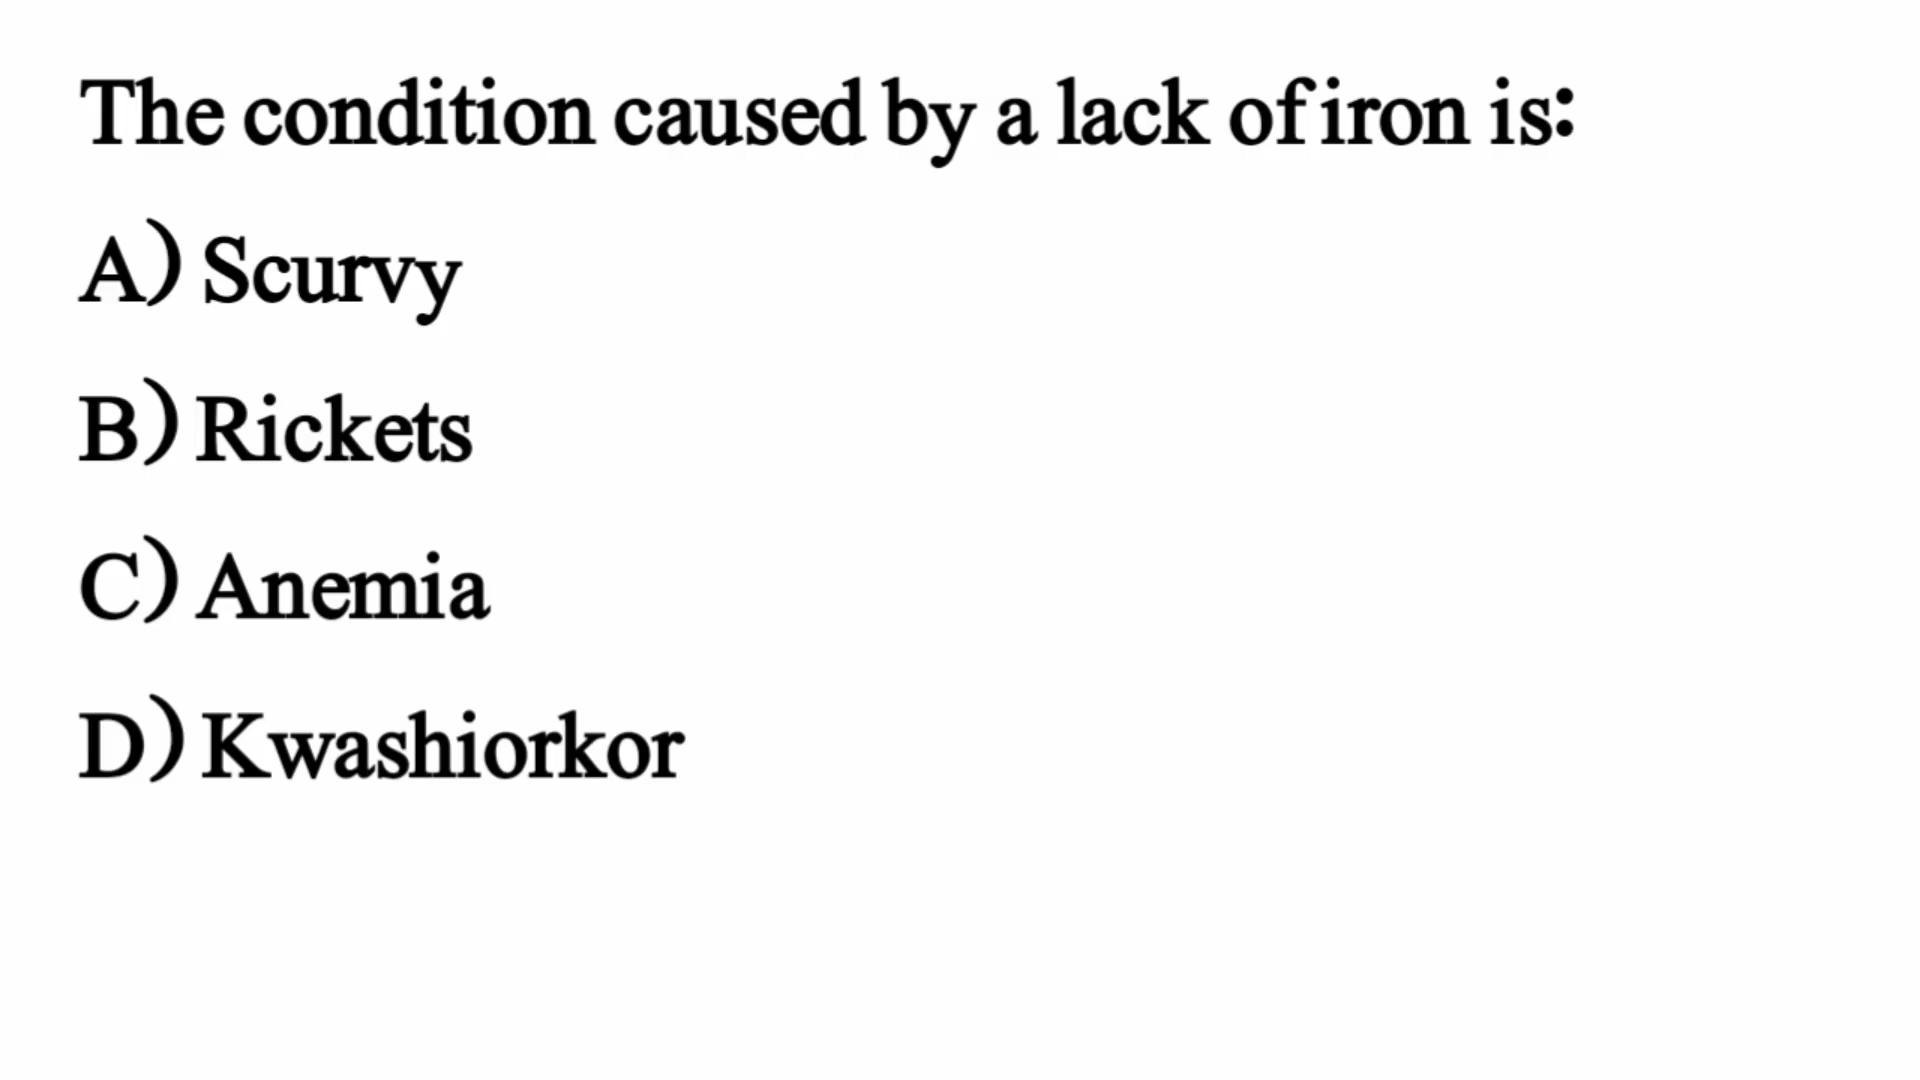 The condition caused by a lack of iron is:
A) Scurvy
B) Rickets
C) Anemia
D) Kwashiorkor